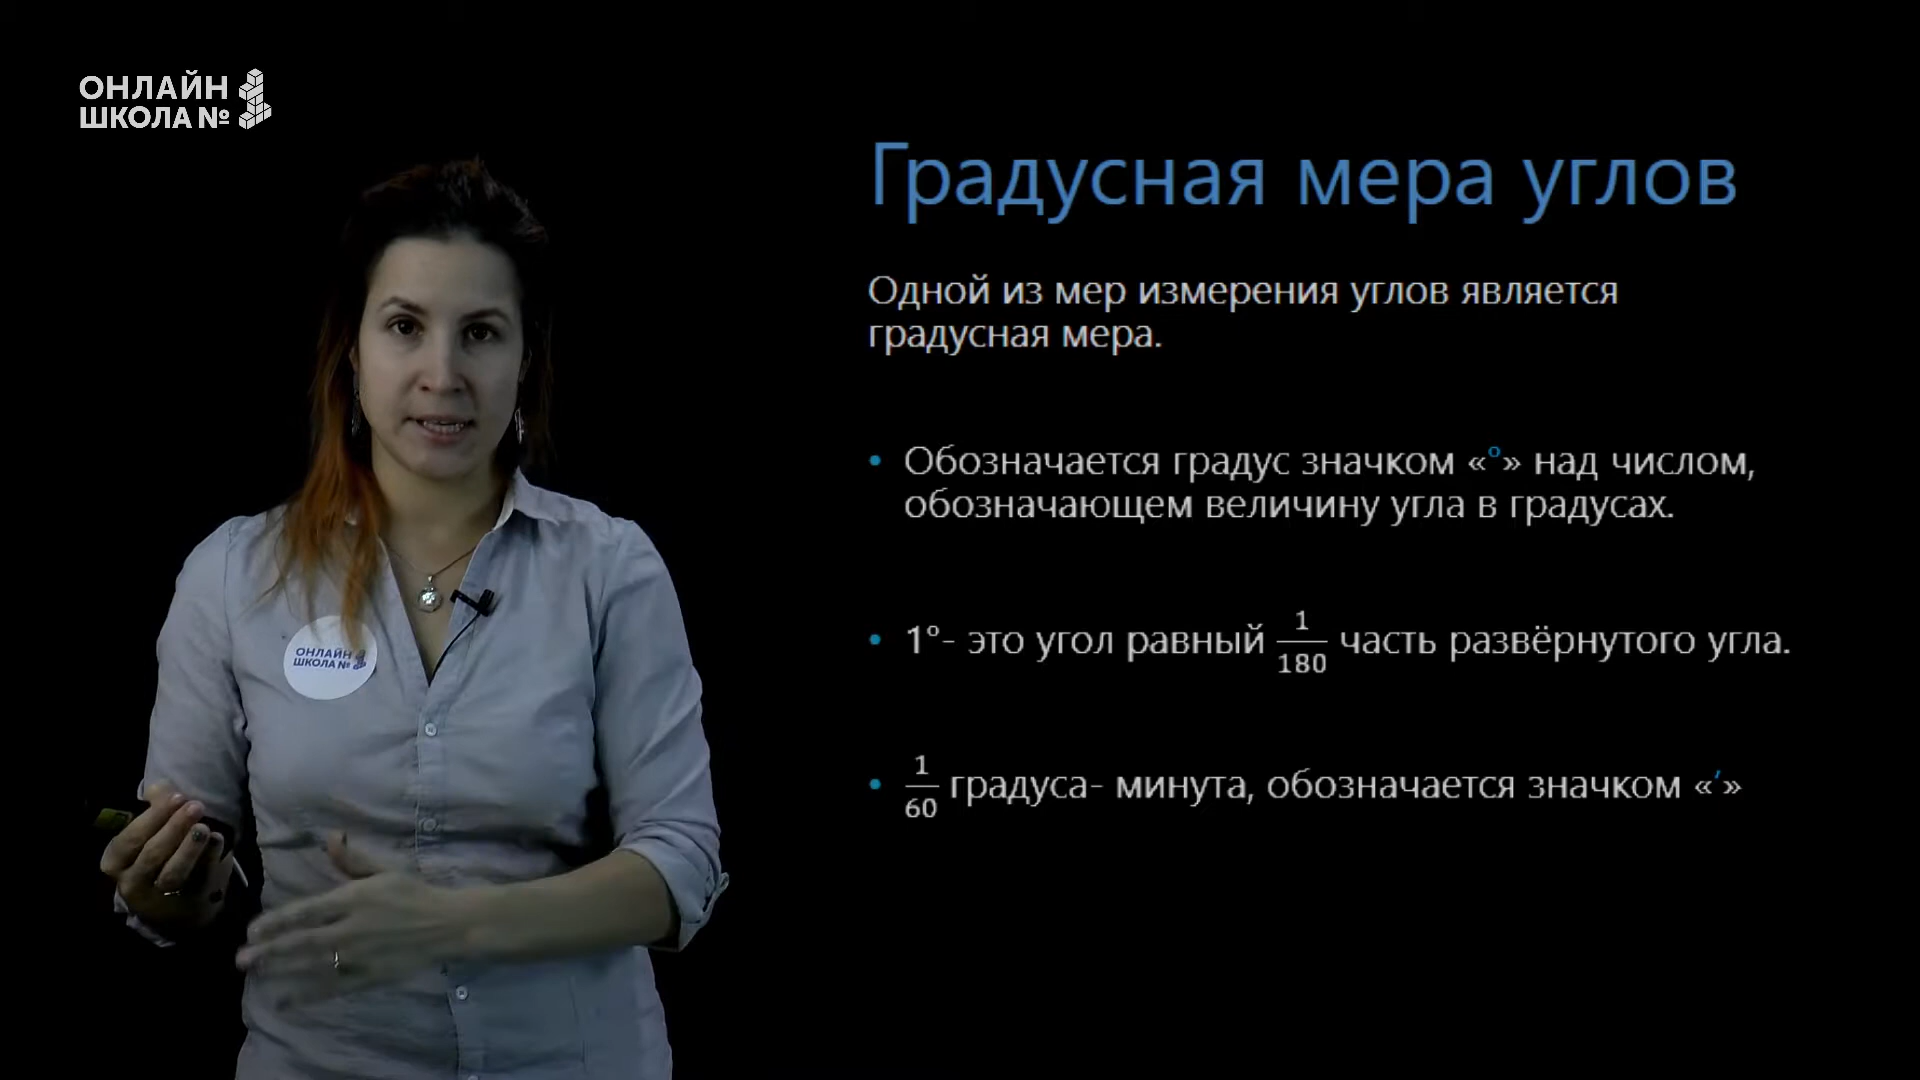 ОНЛАЙН
ШКОЛА №
Градусная мера углов
Одной из мер измерения углов является
градусная мера.
• Обозначается градус значком «°» над числом,
обозначающем величину угла в градусах.
• 1°- это угол равный 1/180 часть развёрнутого угла.
• 1/60 градуса- минута, обозначается значком «′»
ОНЛАЙН
ШКОЛА №